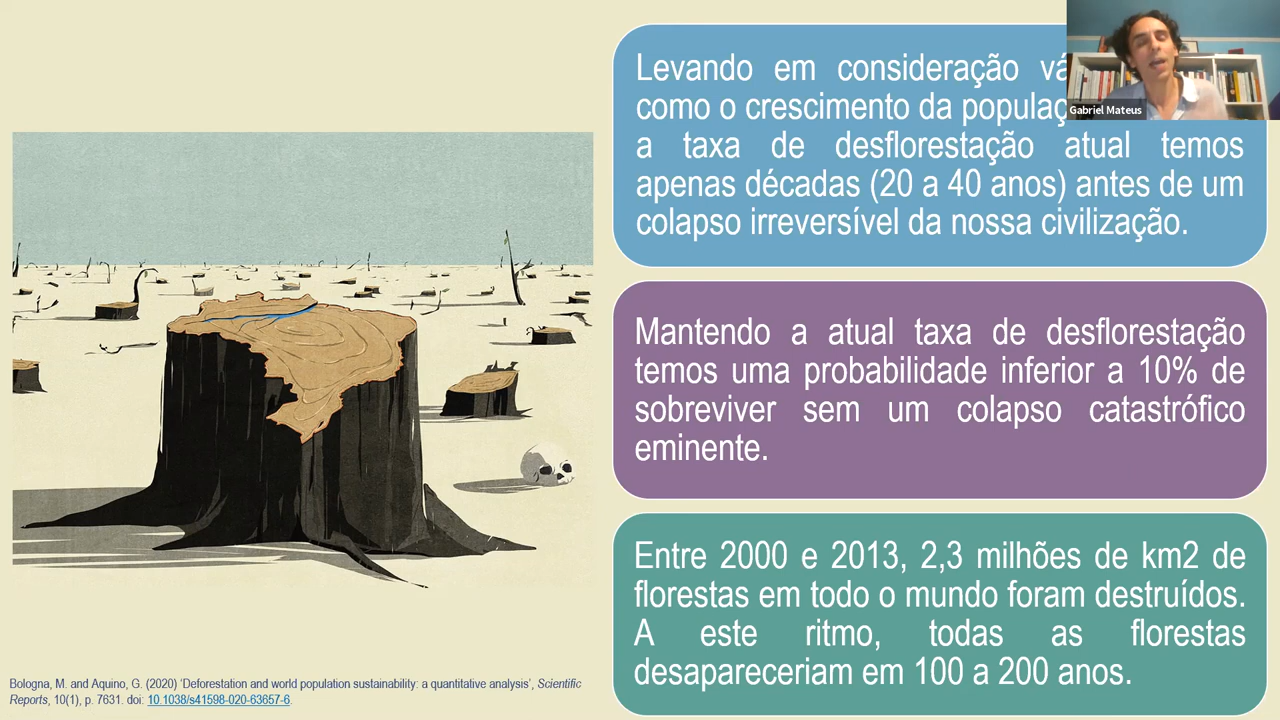 Levando em consideração
como o crescimento da
a taxa de desflorestação atual temos
apenas décadas (20 a 40 anos) antes de um
colapso irreversível da nossa civilização.
Gabriel Mateus
Mantendo a atual taxa de desflorestação
temos uma probabilidade inferior a 10% de
sobreviver sem um colapso catastrófico
eminente.
Entre 2000 e 2013, 2,3 milhões de km2 de
florestas em todo o mundo foram destruídos.
A este ritmo, todas as florestas
desapareceriam em 100 a 200 anos.
Bologna, M. and Aquino, G. (2020) 'Deforestation and world population sustainability: a quantitative analysis', Scientific
Reports, 10(1), p. 7631. doi: 10.1038/s41598-020-63657-6.